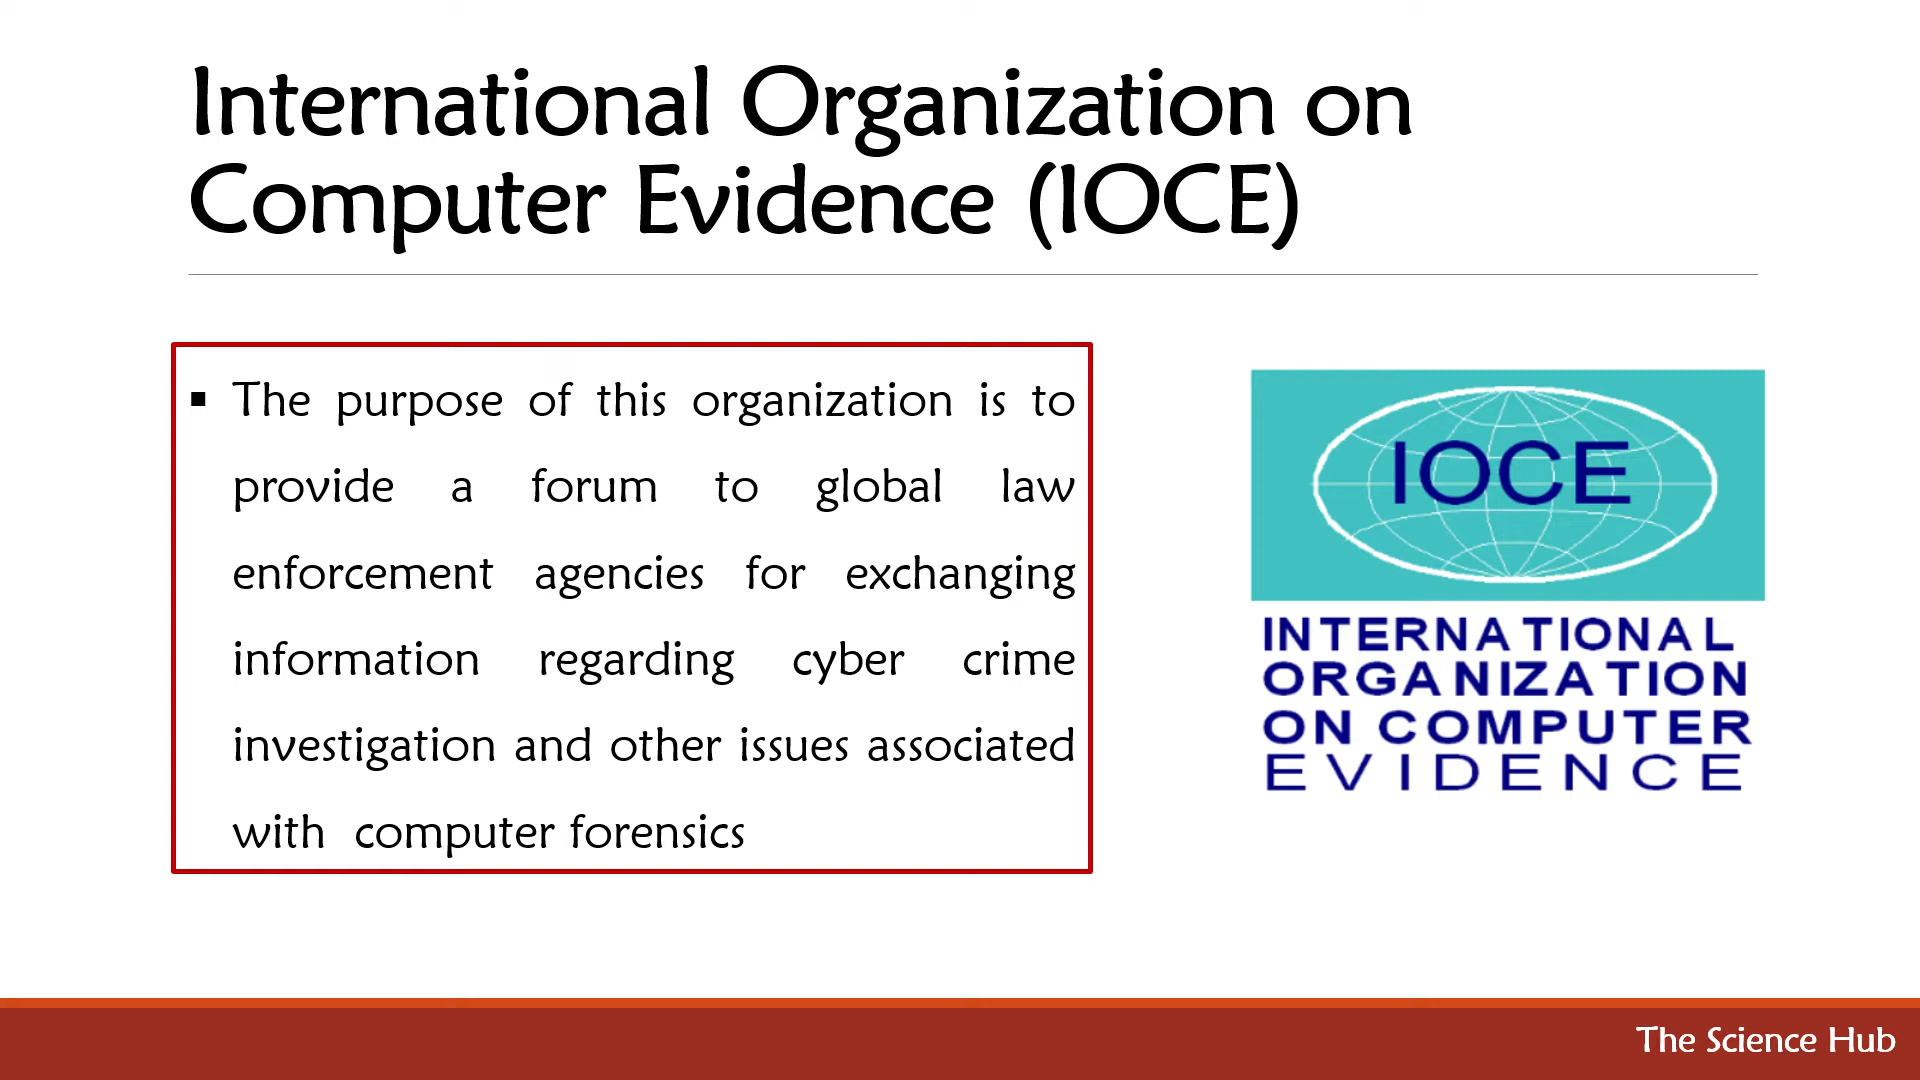 International Organization on
Computer Evidence (IOCE)
▪ The purpose of this organization is to
provide a forum to global law
enforcement agencies for exchanging
information regarding cyber crime
investigation and other issues associated
with computer forensics
IOCE
INTERNATIONAL
ORGANIZATION
ON COMPUTER
EVIDENCE
The Science Hub